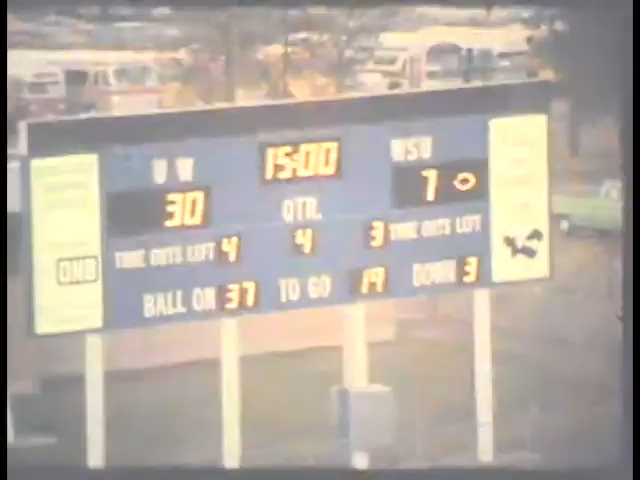 U W 15:00 WSU
30 QTR. 7
TIME OUTS LEFT 4 4 3 TIME OUTS LEFT
BALL ON 37 TO GO 19 DOWN 3